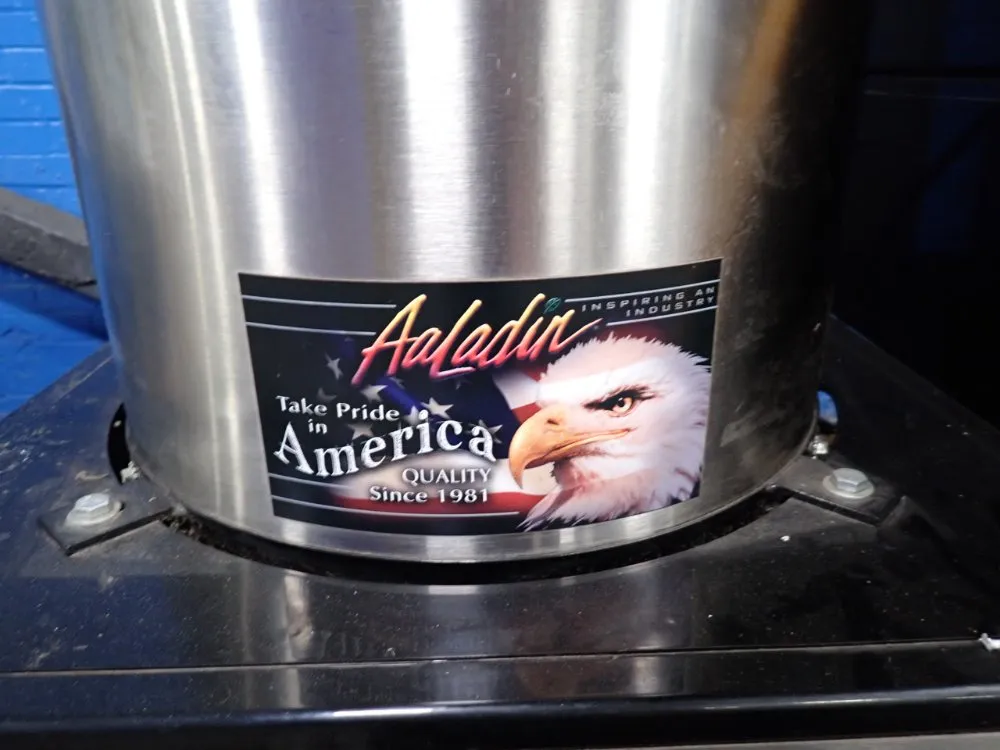 AaLadin
INSPIRING AN
INDUSTRY
Take Pride
in
America
QUALITY
Since 1981